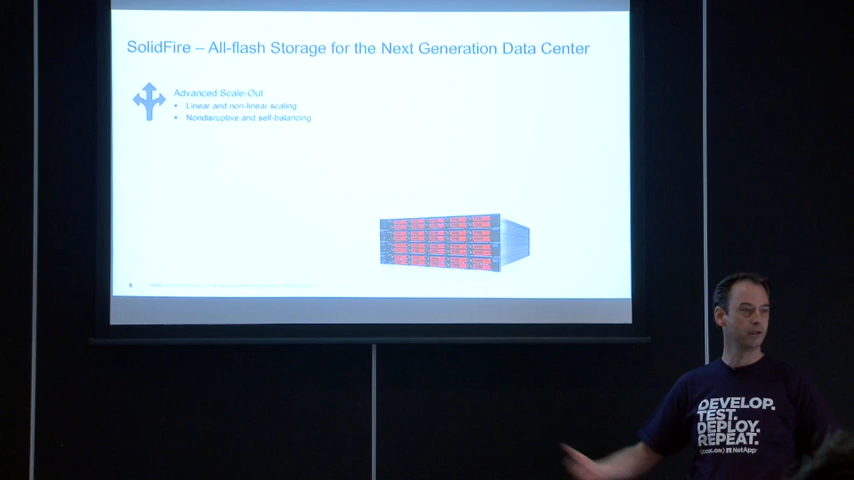 SolidFire – All-flash Storage for the Next Generation Data Center
Advanced Scale-Out
▪ Linear and non-linear scaling
▪ Nondisruptive and self-balancing
6
DEVELOP.
TEST.
DEPLOY.
REPEAT.
NetApp